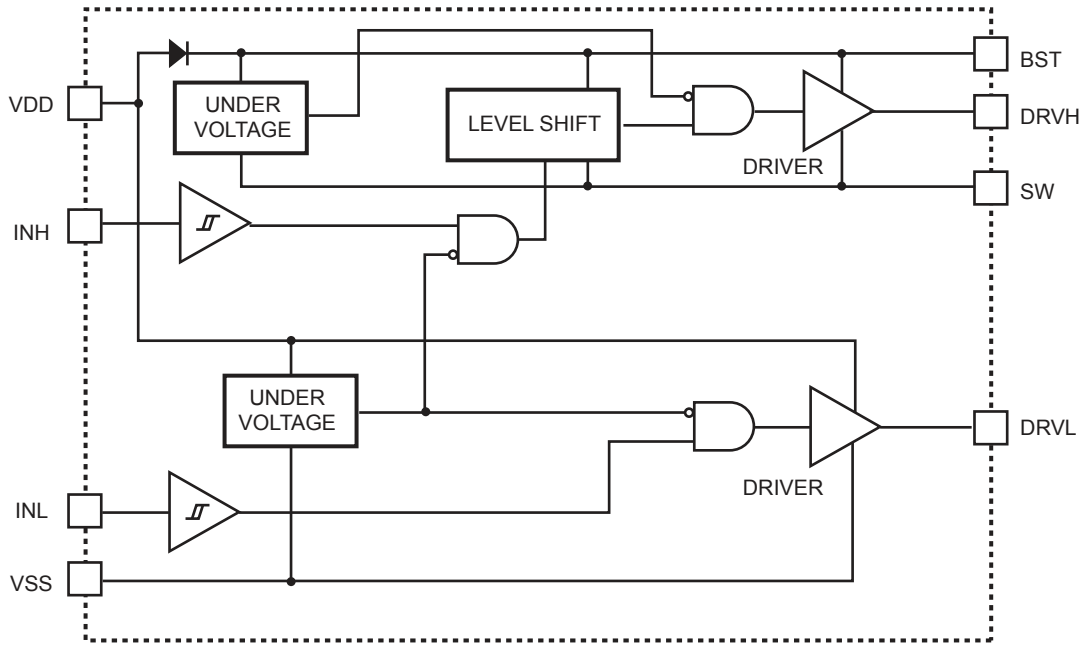 BST
VDD
UNDER
VOLTAGE
LEVEL SHIFT
DRVH
DRIVER
SW
INH
UNDER
VOLTAGE
DRVL
DRIVER
INL
VSS